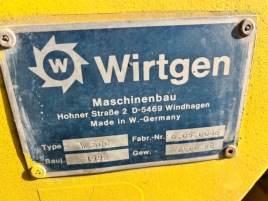 W Wirtgen
Maschinenbau
Hohner Straße 2 D-5469 Windhagen
Made in W.-Germany
Type Fabr.-Nr.
Bauj. Gew.